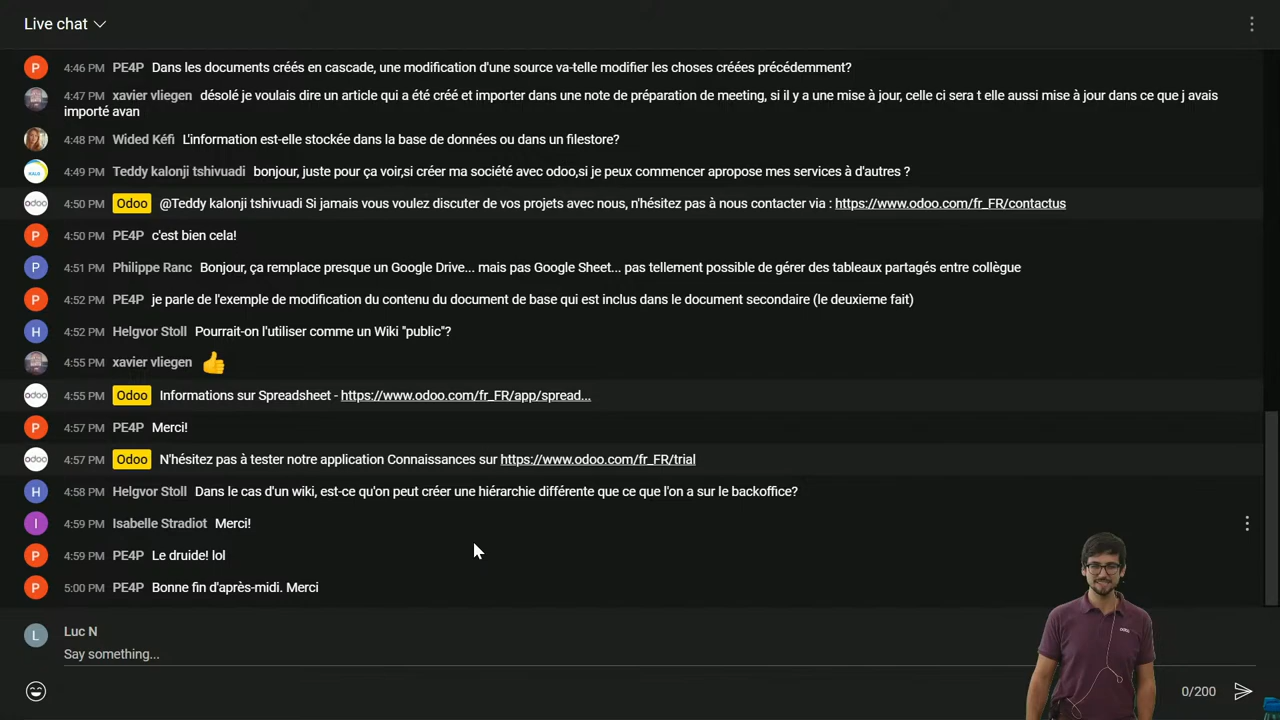 Live chat
4:46 PM PE4P Dans les documents créés en cascade, une modification d'une source va-telle modifier les choses créées précédemment?
4:47 PM xavier vliegen désolé je voulais dire un article qui a été créé et importer dans une note de préparation de meeting, si il y a une mise à jour, celle ci sera t elle aussi mise à jour dans ce que j avais
importé avan
4:48 PM Wided Kéfi L'information est-elle stockée dans la base de données ou dans un filestore?
4:49 PM Teddy kalonji tshivuadi bonjour, juste pour ça voir,si créer ma société avec odoo,si je peux commencer apropose mes services à d'autres ?
4:50 PM Odoo @Teddy kalonji tshivuadi Si jamais vous voulez discuter de vos projets avec nous, n'hésitez pas à nous contacter via : https://www.odoo.com/fr_FR/contactus
4:50 PM PE4P c'est bien cela!
4:51 PM Philippe Ranc Bonjour, ça remplace presque un Google Drive... mais pas Google Sheet... pas tellement possible de gérer des tableaux partagés entre collègue
4:52 PM PE4P je parle de l'exemple de modification du contenu du document de base qui est inclus dans le document secondaire (le deuxieme fait)
4:52 PM Helgvor Stoll Pourrait-on l'utiliser comme un Wiki "public"?
4:55 PM xavier vliegen 👍
4:55 PM Odoo Informations sur Spreadsheet - https://www.odoo.com/fr_FR/app/spread...
4:57 PM PE4P Merci!
4:57 PM Odoo N'hésitez pas à tester notre application Connaissances sur https://www.odoo.com/fr_FR/trial
4:58 PM Helgvor Stoll Dans le cas d'un wiki, est-ce qu'on peut créer une hiérarchie différente que ce que l'on a sur le backoffice?
4:59 PM Isabelle Stradiot Merci!
4:59 PM PE4P Le druide! lol
5:00 PM PE4P Bonne fin d'après-midi. Merci
Luc N
Say something...
0/200